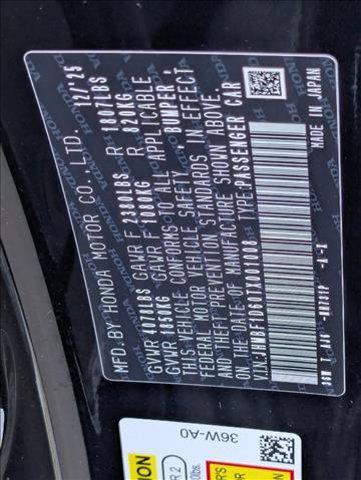 MFD. BY HONDA MOTOR CO., LTD. 12/'25
GVWR 4078LBS GAWR F 2380LBS R 1807LBS
GVWR 1850KG GAWR F 1080KG R 820KG
THIS VEHICLE CONFORMS TO ALL APPLICABLE
FEDERAL MOTOR VEHICLE SAFETY, BUMPER,
AND THEFT PREVENTION STANDARDS IN EFFECT
ON THE DATE OF MANUFACTURE SHOWN ABOVE.
TYPE:PASSENGER CAR
MADE IN JAPAN
36W-A0